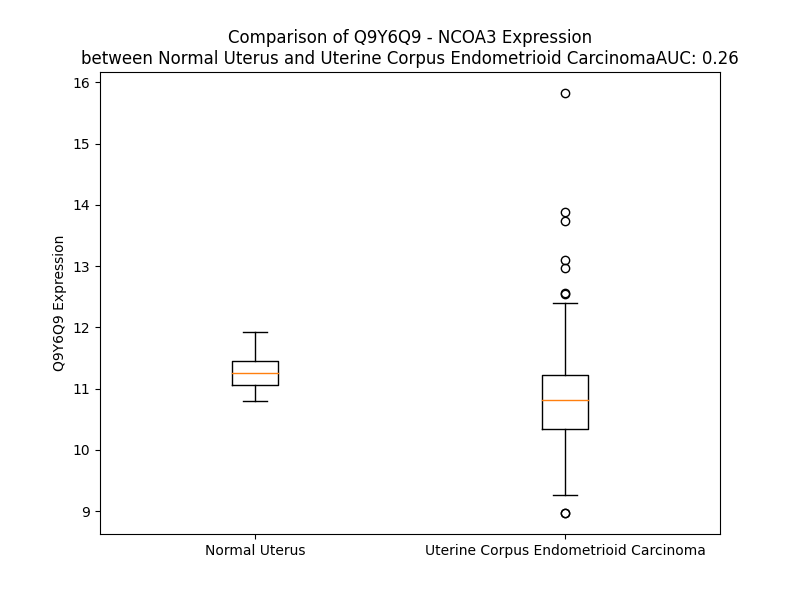 Comparison of Q9Y6Q9 - NCOA3 Expression
between Normal Uterus and Uterine Corpus Endometrioid CarcinomaAUC: 0.26
16
15
14
13
12
11
10
9
Q9Y6Q9 Expression
Normal Uterus
Uterine Corpus Endometrioid Carcinoma